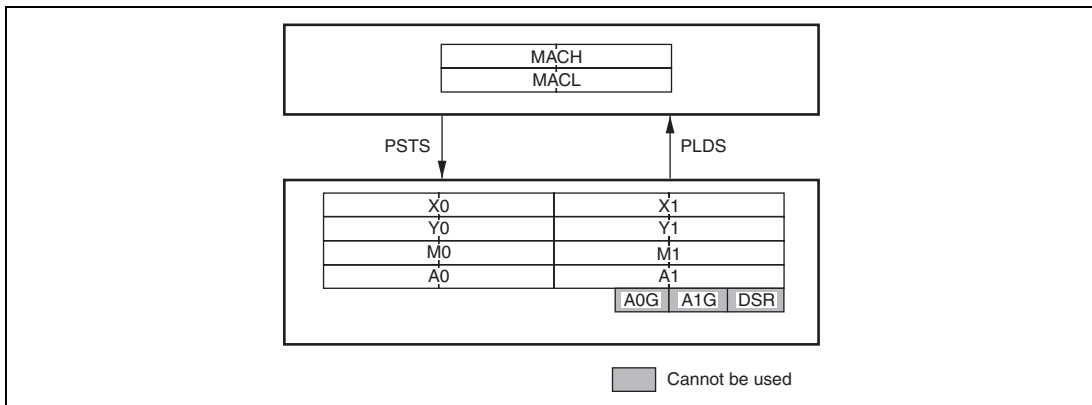 MACH
MACL
PSTS PLDS
X0 X1
Y0 Y1
M0 M1
A0 A1
A0G A1G DSR
Cannot be used